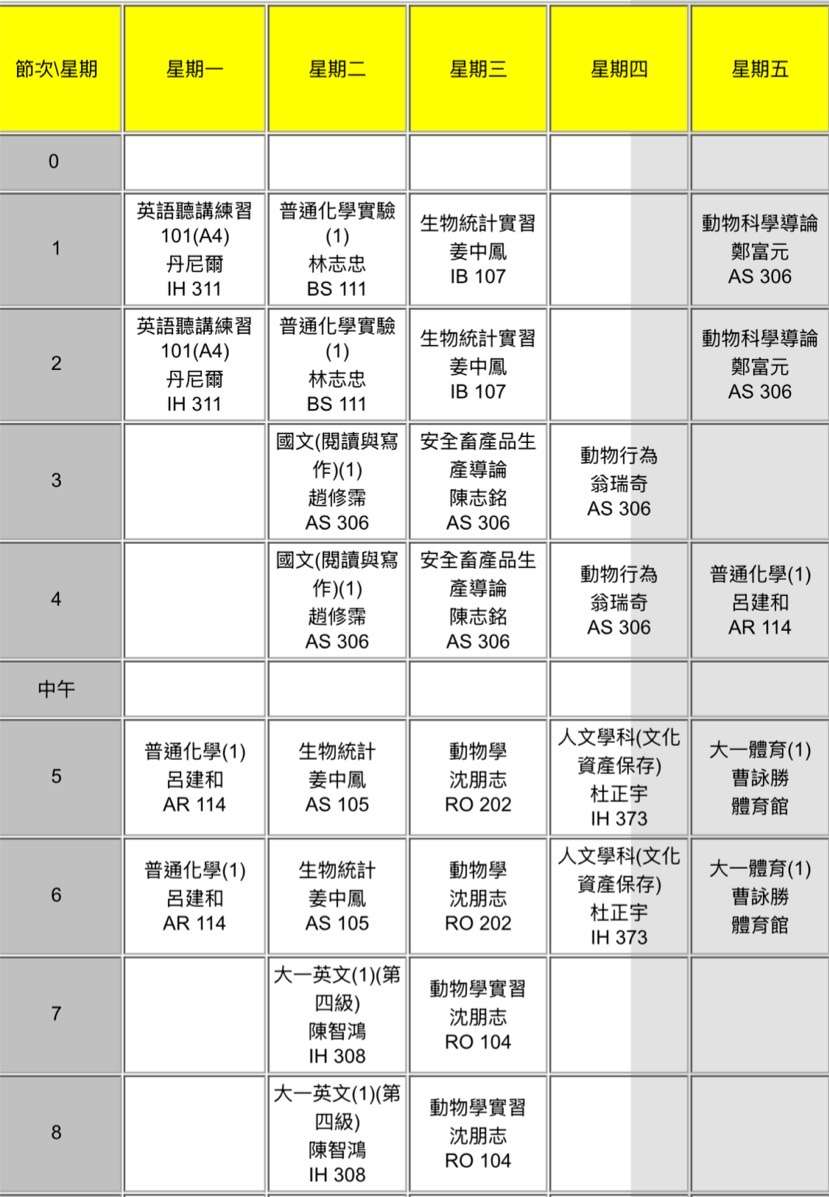 節次\星期 星期一 星期二 星期三 星期四 星期五
0
1
英語聽講練習
101(A4)
丹尼爾
IH 311
普通化學實驗
(1)
林志忠
BS 111
生物統計實習
姜中鳳
IB 107
動物科學導論
鄭富元
AS 306
2
英語聽講練習
101(A4)
丹尼爾
IH 311
普通化學實驗
(1)
林志忠
BS 111
生物統計實習
姜中鳳
IB 107
動物科學導論
鄭富元
AS 306
3
國文(閱讀與寫
作)(1)
趙修霈
AS 306
安全畜產品生
產導論
陳志銘
AS 306
動物行為
翁瑞奇
AS 306
4
國文(閱讀與寫
作)(1)
趙修霈
AS 306
安全畜產品生
產導論
陳志銘
AS 306
動物行為
翁瑞奇
AS 306
普通化學(1)
呂建和
AR 114
中午
5
普通化學(1)
呂建和
AR 114
生物統計
姜中鳳
AS 105
動物學
沈朋志
RO 202
人文學科(文化
資產保存)
杜正宇
IH 373
大一體育(1)
曹詠勝
體育館
6
普通化學(1)
呂建和
AR 114
生物統計
姜中鳳
AS 105
動物學
沈朋志
RO 202
人文學科(文化
資產保存)
杜正宇
IH 373
大一體育(1)
曹詠勝
體育館
7
大一英文(1)(第
四級)
陳智鴻
IH 308
動物學實習
沈朋志
RO 104
8
大一英文(1)(第
四級)
陳智鴻
IH 308
動物學實習
沈朋志
RO 104